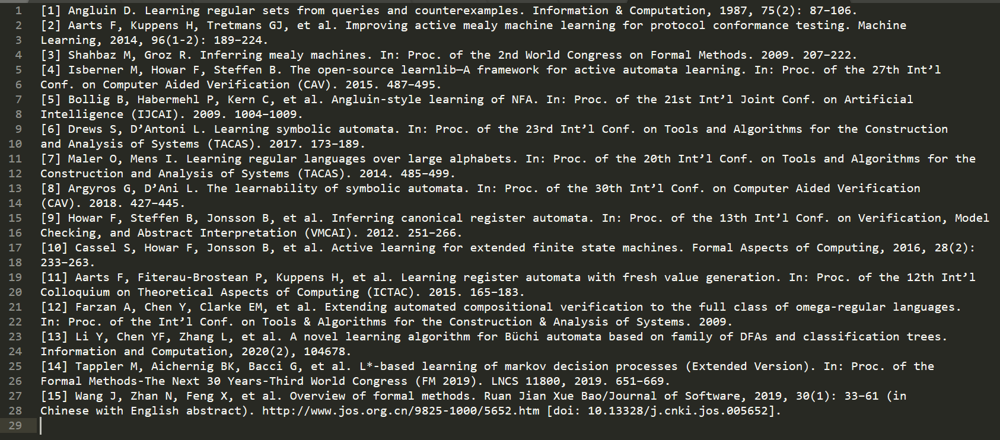 1 [1] Angluin D. Learning regular sets from queries and counterexamples. Information & Computation, 1987, 75(2): 87–106.
2 [2] Aarts F, Kuppens H, Tretmans GJ, et al. Improving active mealy machine learning for protocol conformance testing. Machine
3 Learning, 2014, 96(1-2): 189–224.
4 [3] Shahbaz M, Groz R. Inferring mealy machines. In: Proc. of the 2nd World Congress on Formal Methods. 2009. 207–222.
5 [4] Isberner M, Howar F, Steffen B. The open-source learnlib—A framework for active automata learning. In: Proc. of the 27th Int’l
6 Conf. on Computer Aided Verification (CAV). 2015. 487–495.
7 [5] Bollig B, Habermehl P, Kern C, et al. Angluin-style learning of NFA. In: Proc. of the 21st Int’l Joint Conf. on Artificial
8 Intelligence (IJCAI). 2009. 1004–1009.
9 [6] Drews S, D’Antoni L. Learning symbolic automata. In: Proc. of the 23rd Int’l Conf. on Tools and Algorithms for the Construction
10 and Analysis of Systems (TACAS). 2017. 173–189.
11 [7] Maler O, Mens I. Learning regular languages over large alphabets. In: Proc. of the 20th Int’l Conf. on Tools and Algorithms for the
12 Construction and Analysis of Systems (TACAS). 2014. 485–499.
13 [8] Argyros G, D’Ani L. The learnability of symbolic automata. In: Proc. of the 30th Int’l Conf. on Computer Aided Verification
14 (CAV). 2018. 427–445.
15 [9] Howar F, Steffen B, Jonsson B, et al. Inferring canonical register automata. In: Proc. of the 13th Int’l Conf. on Verification, Model
16 Checking, and Abstract Interpretation (VMCAI). 2012. 251–266.
17 [10] Cassel S, Howar F, Jonsson B, et al. Active learning for extended finite state machines. Formal Aspects of Computing, 2016, 28(2):
18 233–263.
19 [11] Aarts F, Fiterau-Brostean P, Kuppens H, et al. Learning register automata with fresh value generation. In: Proc. of the 12th Int’l
20 Colloquium on Theoretical Aspects of Computing (ICTAC). 2015. 165–183.
21 [12] Farzan A, Chen Y, Clarke EM, et al. Extending automated compositional verification to the full class of omega-regular languages.
22 In: Proc. of the Int’l Conf. on Tools & Algorithms for the Construction & Analysis of Systems. 2009.
23 [13] Li Y, Chen YF, Zhang L, et al. A novel learning algorithm for Büchi automata based on family of DFAs and classification trees.
24 Information and Computation, 2020(2), 104678.
25 [14] Tappler M, Aichernig BK, Bacci G, et al. L*-based learning of markov decision processes (Extended Version). In: Proc. of the
26 Formal Methods-The Next 30 Years-Third World Congress (FM 2019). LNCS 11800, 2019. 651–669.
27 [15] Wang J, Zhan N, Feng X, et al. Overview of formal methods. Ruan Jian Xue Bao/Journal of Software, 2019, 30(1): 33–61 (in
28 Chinese with English abstract). http://www.jos.org.cn/9825-1000/5652.htm [doi: 10.13328/j.cnki.jos.005652].
29